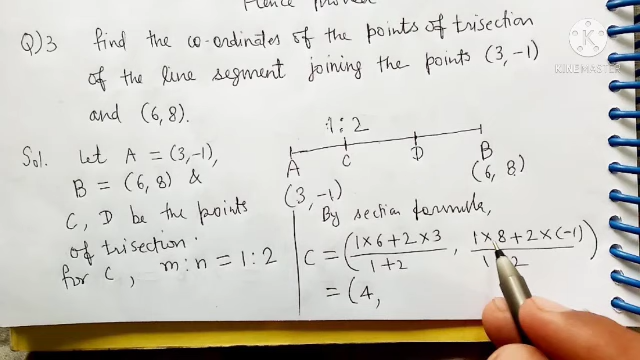 Hence proved
Q)3 find the co-ordinates of the points of trisection
of the line segment joining the points (3, -1)
and (6, 8).
KINEMASTER
Sol. Let A = (3, -1),
B = (6, 8) &
C, D be the points
of trisection.
for C, m:n = 1:2
1:2
A C D B
(3, -1) (6, 8)
By section formula,
C = (1×6+2×3/1+2, 1×8+2×(-1)/1 2)
= (4,